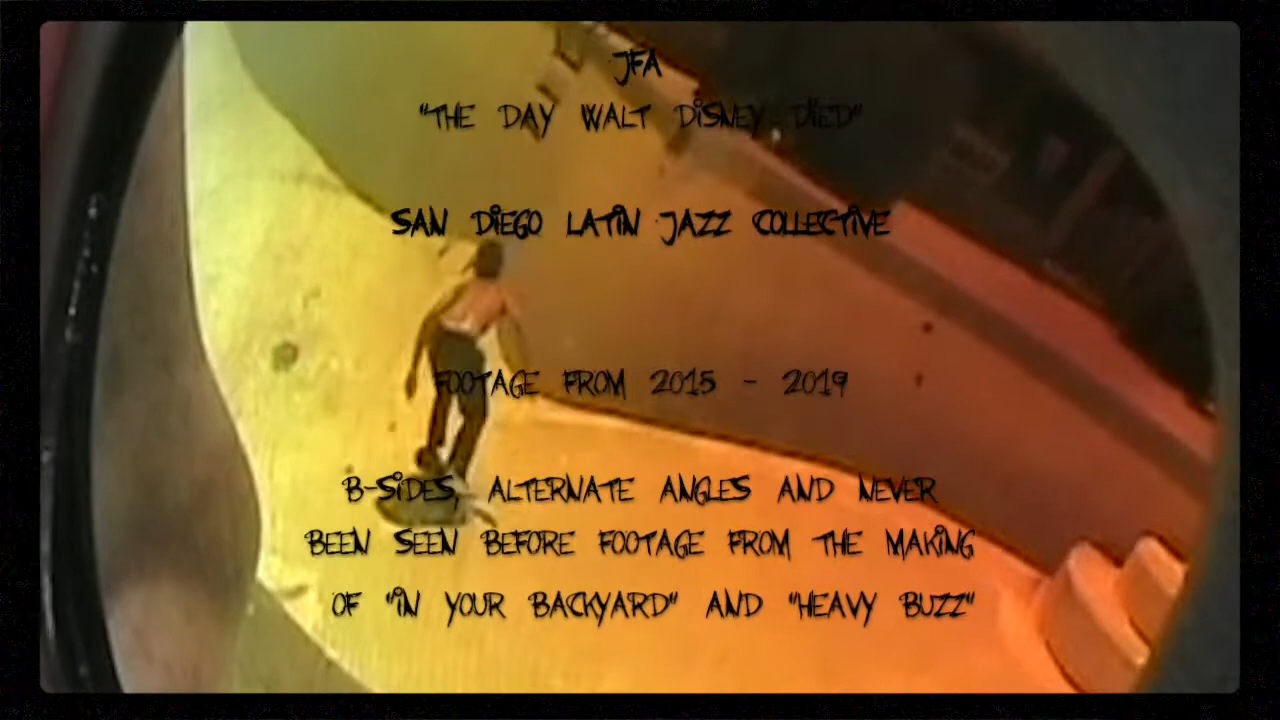 JFA
"THE DAY WALT DISNEY DIED"
SAN DIEGO LATIN JAZZ COLLECTIVE
FOOTAGE FROM 2015 - 2019
B-SIDES, ALTERNATE ANGLES AND NEVER
BEEN SEEN BEFORE FOOTAGE FROM THE MAKING
OF "IN YOUR BACKYARD" AND "HEAVY BUZZ"